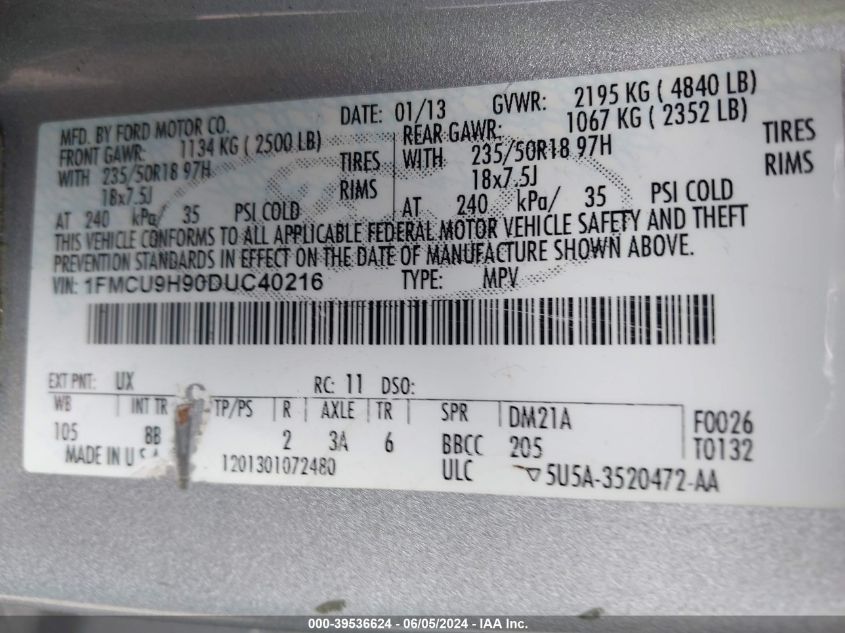 MFD. BY FORD MOTOR CO. DATE: 01/13 GVWR: 2195 KG ( 4840 LB)
FRONT GAWR: 1134 KG ( 2500 LB) REAR GAWR: 1067 KG ( 2352 LB)
WITH 235/50R18 97H TIRES WITH 235/50R18 97H TIRES
18x7.5J RIMS 18x7.5J RIMS
AT 240 kPa/ 35 PSI COLD AT 240 kPa/ 35 PSI COLD
THIS VEHICLE CONFORMS TO ALL APPLICABLE FEDERAL MOTOR VEHICLE SAFETY AND THEFT
PREVENTION STANDARDS IN EFFECT ON THE DATE OF MANUFACTURE SHOWN ABOVE.
VIN: 1FMCU9H90DUC40216 TYPE: MPV
EXT PNT: UX RC: 11 DSO:
WB INT TR TP/PS R AXLE TR SPR DM21A F0026
105 8B 2 3A 6 BBCC 205 T0132
MADE IN U S A 1201301072480 ULC ▽5U5A-3520472-AA
000-39536624 - 06/05/2024 - IAA Inc.